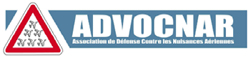 ADVOCNAR
Association de Défense Contre les Nuisances Aériennes